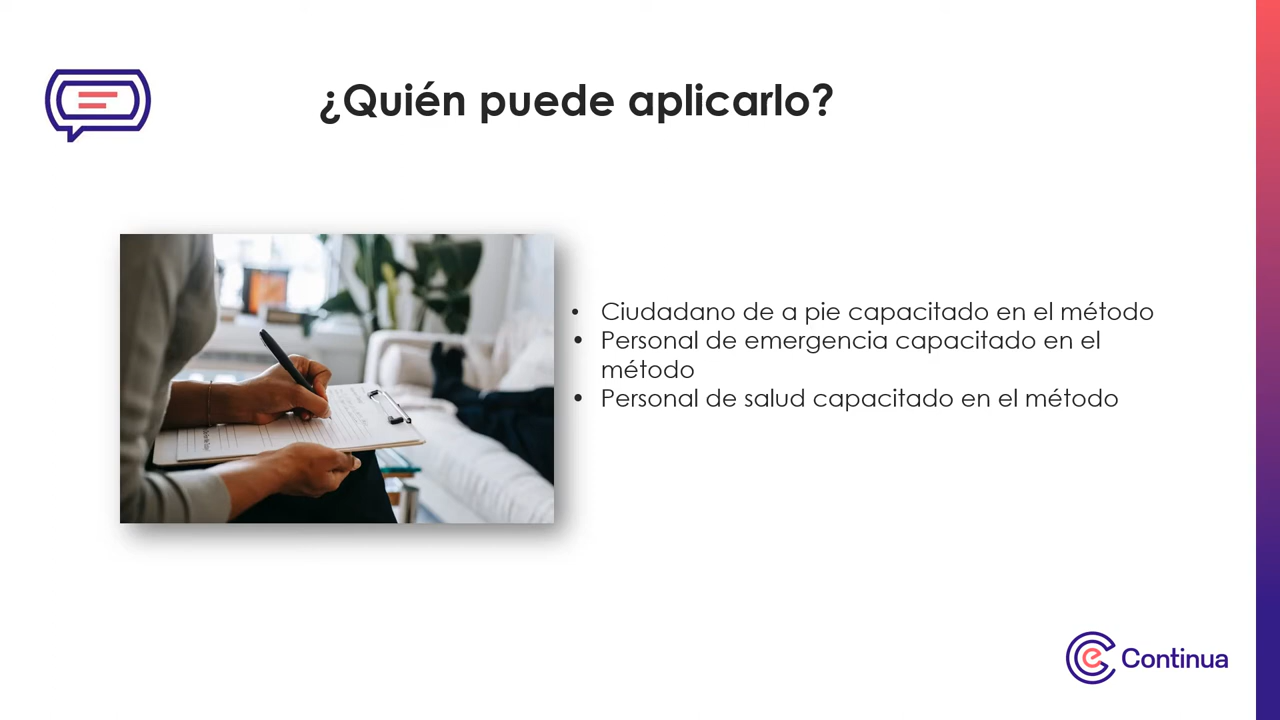 ¿Quién puede aplicarlo?
• Ciudadano de a pie capacitado en el método
• Personal de emergencia capacitado en el
método
• Personal de salud capacitado en el método
Continua